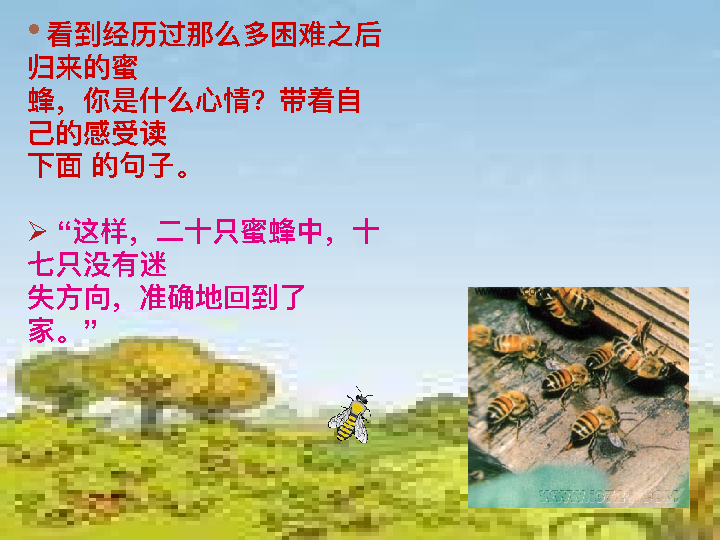 •看到经历过那么多困难之后
归来的蜜
蜂，你是什么心情？带着自
己的感受读
下面 的句子。
➢ “这样，二十只蜜蜂中，十
七只没有迷
失方向，准确地回到了
家。”